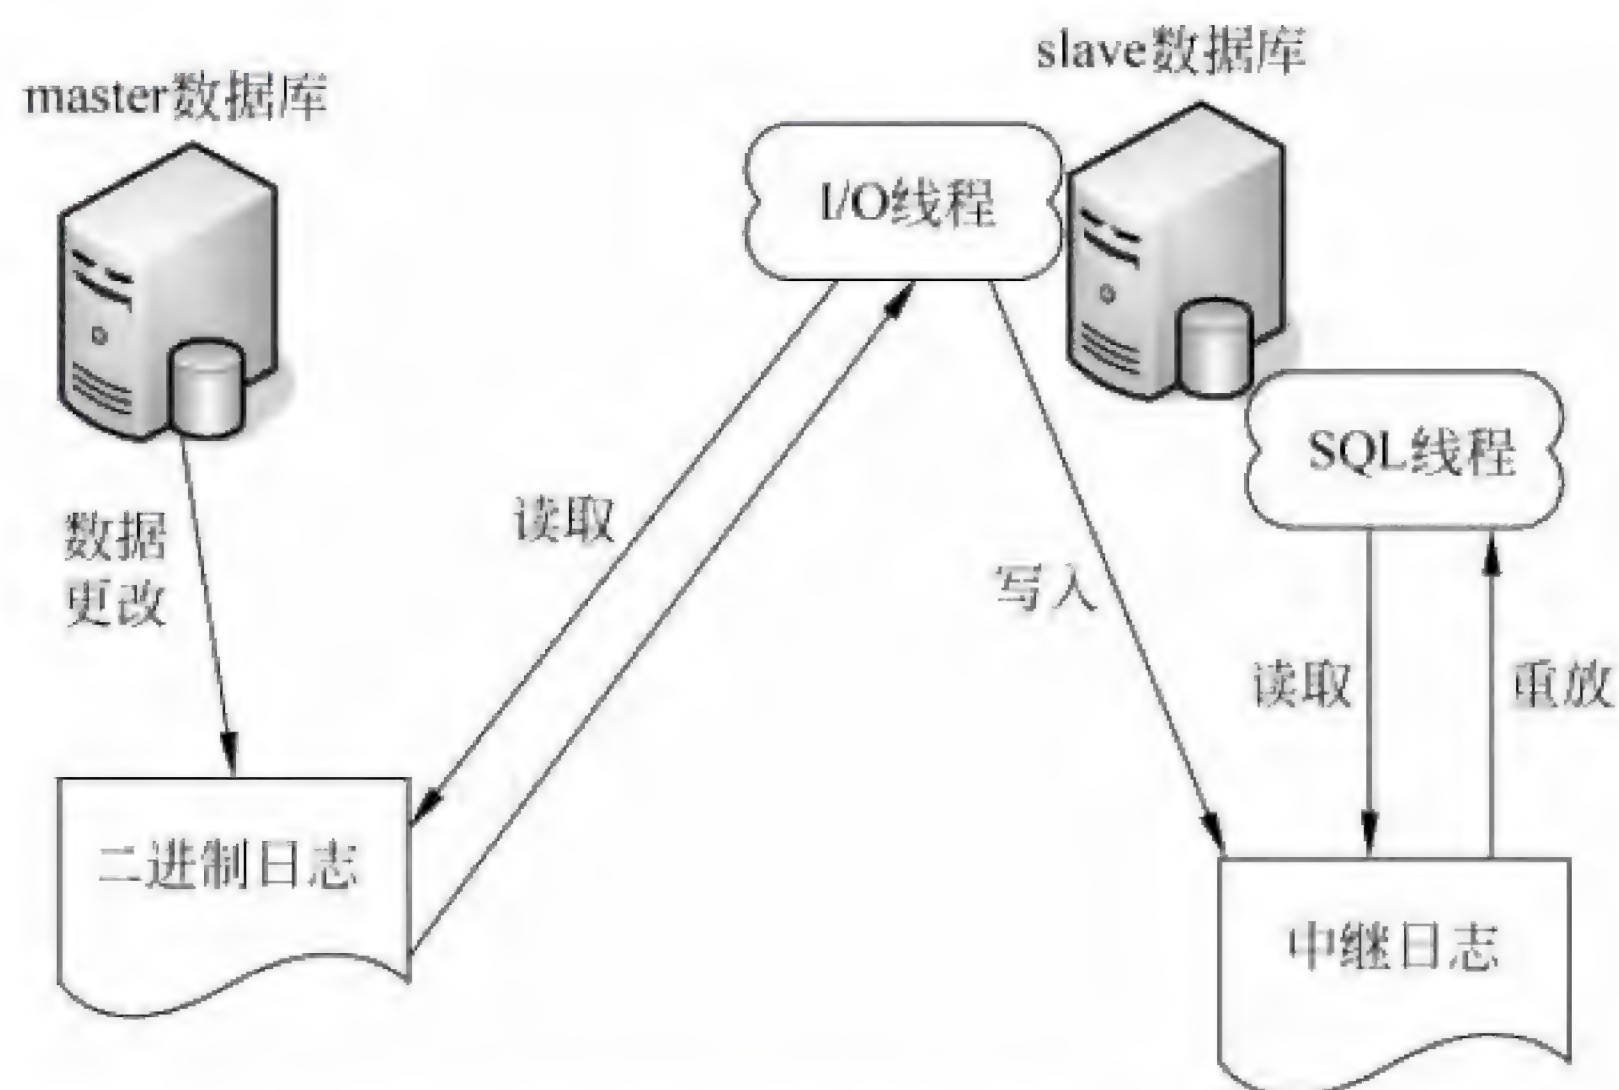 slave数据库
master数据库
I/O线程
SQL线程
数据
更改
读取
写入
读取
重放
二进制日志
中继日志